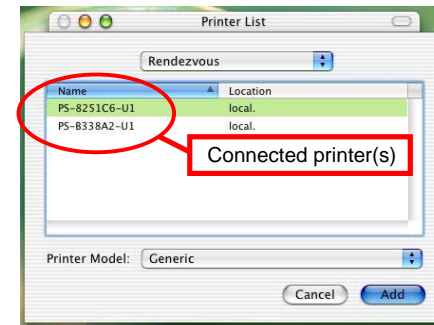 Printer List
Rendezvous
Name Location
PS-8251C6-U1 local.
PS-B338A2-U1 local.
Connected printer(s)
Printer Model: Generic
Cancel Add